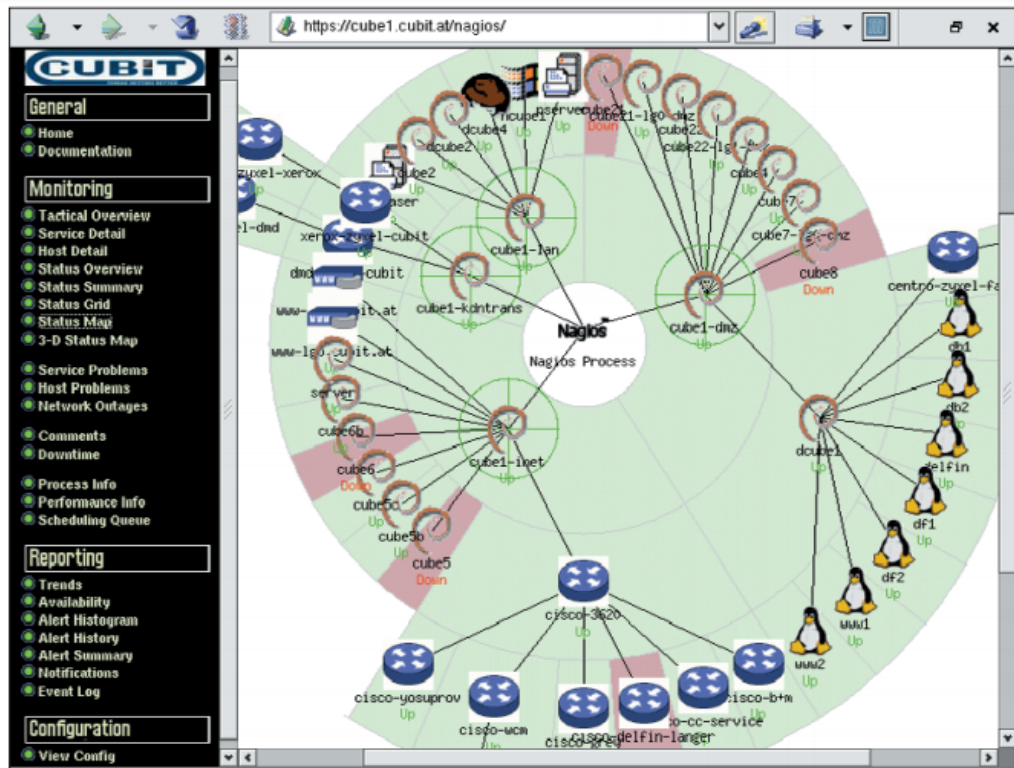 https://cube1.cubit.at/nagios/
CUBIT
General
Home
Documentation
Monitoring
Tactical Overview
Service Detail
Host Detail
Status Overview
Status Summary
Status Grid
Status Map
3-D Status Map
Service Problems
Host Problems
Network Outages
Comments
Downtime
Process Info
Performance Info
Scheduling Queue
Reporting
Trends
Availability
Alert Histogram
Alert History
Alert Summary
Notifications
Event Log
Configuration
View Config
zyxel-xerox
xerox-zyxel-cubit
cube2
Up
dcube2
Up
dcube4
Up
ncube1
Up
Up
Down
Up
cube22
Up
Up
cube4
cube7
Up
cube8
Down
cube1-lan
Up
cube1-kdntrans
Up
cube1-dmz
Up
Nagios
Nagios Process
www-lgo.cubit.at
server
cube6b
Up
cube6
Down
cube5c
Up
cube5b
Up
cube5
Down
cube1-inet
Up
dcube1
Up
db1
db2
df1
Up
df2
Up
www1
Up
www2
Up
cisco-3620
Up
cisco-yosuprov
Up
cisco-wcm
Up
cisco-delfin-langer
cisco-b+m
Up